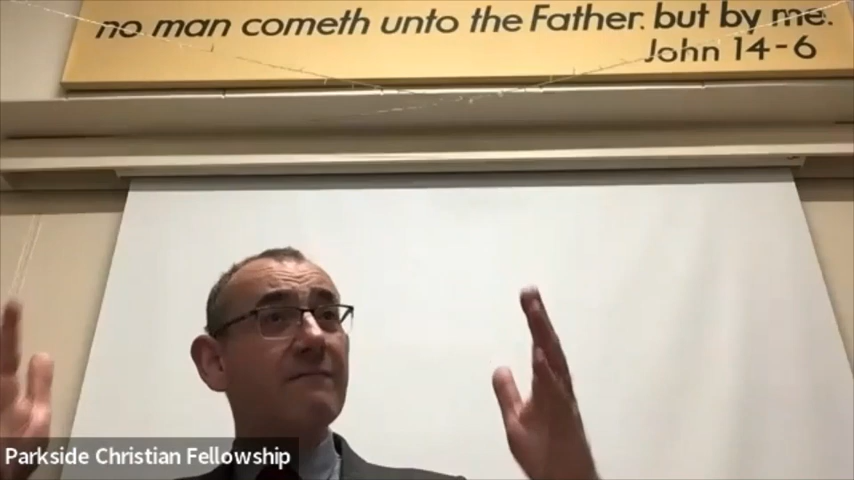 no man cometh unto the Father. but by me.
John 14-6
Parkside Christian Fellowship